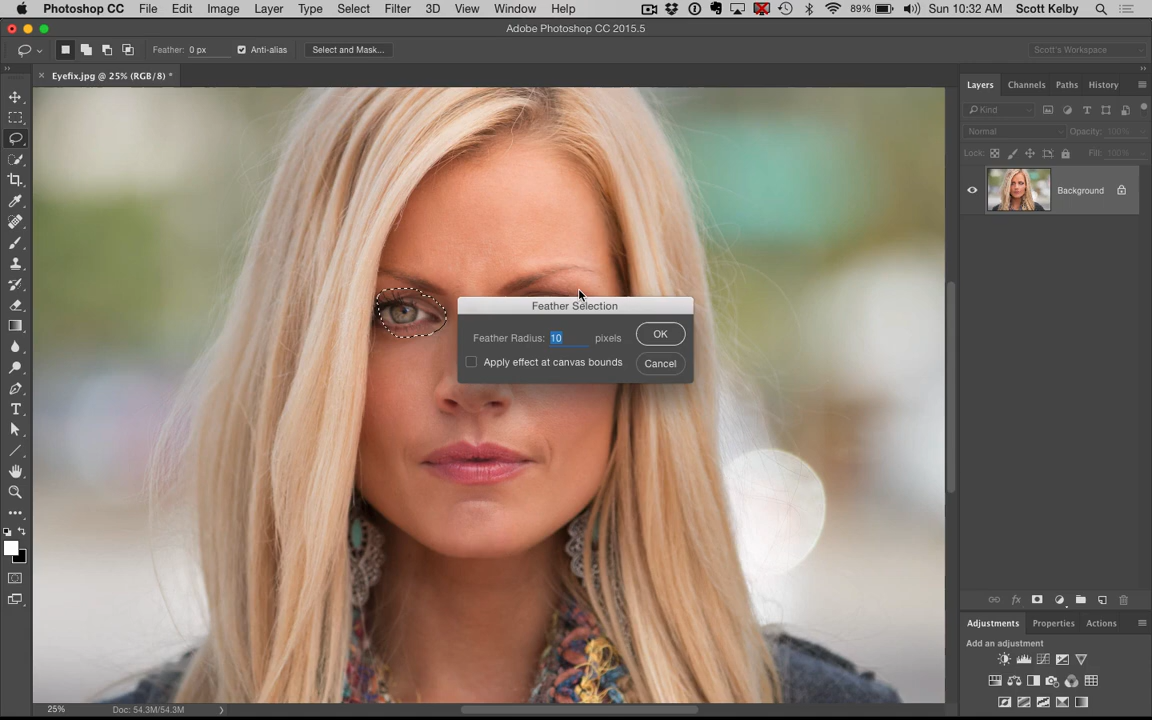 Photoshop CC File Edit Image Layer Type Select Filter 3D View Window Help 89% Sun 10:32 AM Scott Kelby
Adobe Photoshop CC 2015.5
Feather: 0 px Anti-alias Select and Mask... Scott's Workspace
× Eyefix.jpg @ 25% (RGB/8) *
Layers Channels Paths History
Kind
Normal Opacity: 100%
Lock: Fill: 100%
Background
Feather Selection
Feather Radius: 10 pixels OK
Apply effect at canvas bounds Cancel
Adjustments Properties Actions
Add an adjustment
25% Doc: 54.3M/54.3M